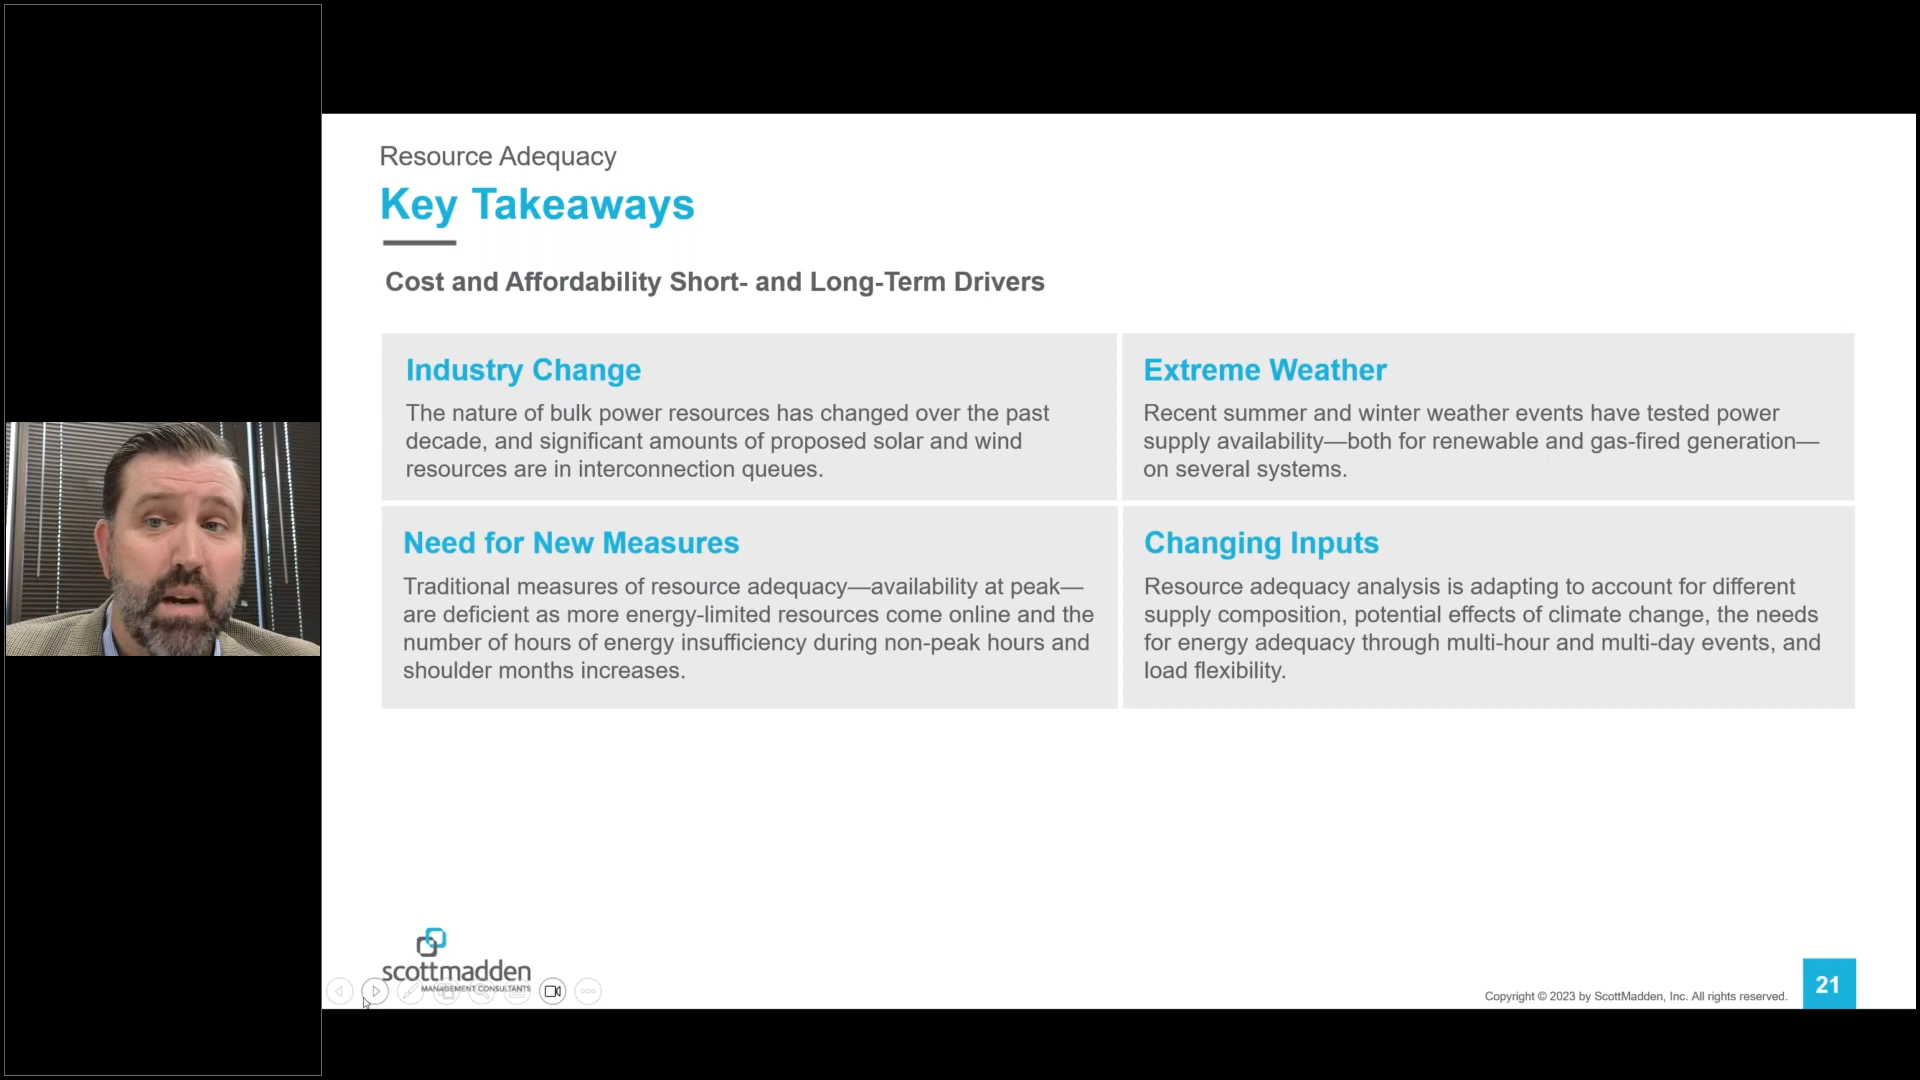 Resource Adequacy
Key Takeaways
Cost and Affordability Short- and Long-Term Drivers
Industry Change
The nature of bulk power resources has changed over the past
decade, and significant amounts of proposed solar and wind
resources are in interconnection queues.
Extreme Weather
Recent summer and winter weather events have tested power
supply availability—both for renewable and gas-fired generation—
on several systems.
Need for New Measures
Traditional measures of resource adequacy—availability at peak—
are deficient as more energy-limited resources come online and the
number of hours of energy insufficiency during non-peak hours and
shoulder months increases.
Changing Inputs
Resource adequacy analysis is adapting to account for different
supply composition, potential effects of climate change, the needs
for energy adequacy through multi-hour and multi-day events, and
load flexibility.
scottmadden
MANAGEMENT CONSULTANTS
Copyright © 2023 by ScottMadden, Inc. All rights reserved.
21